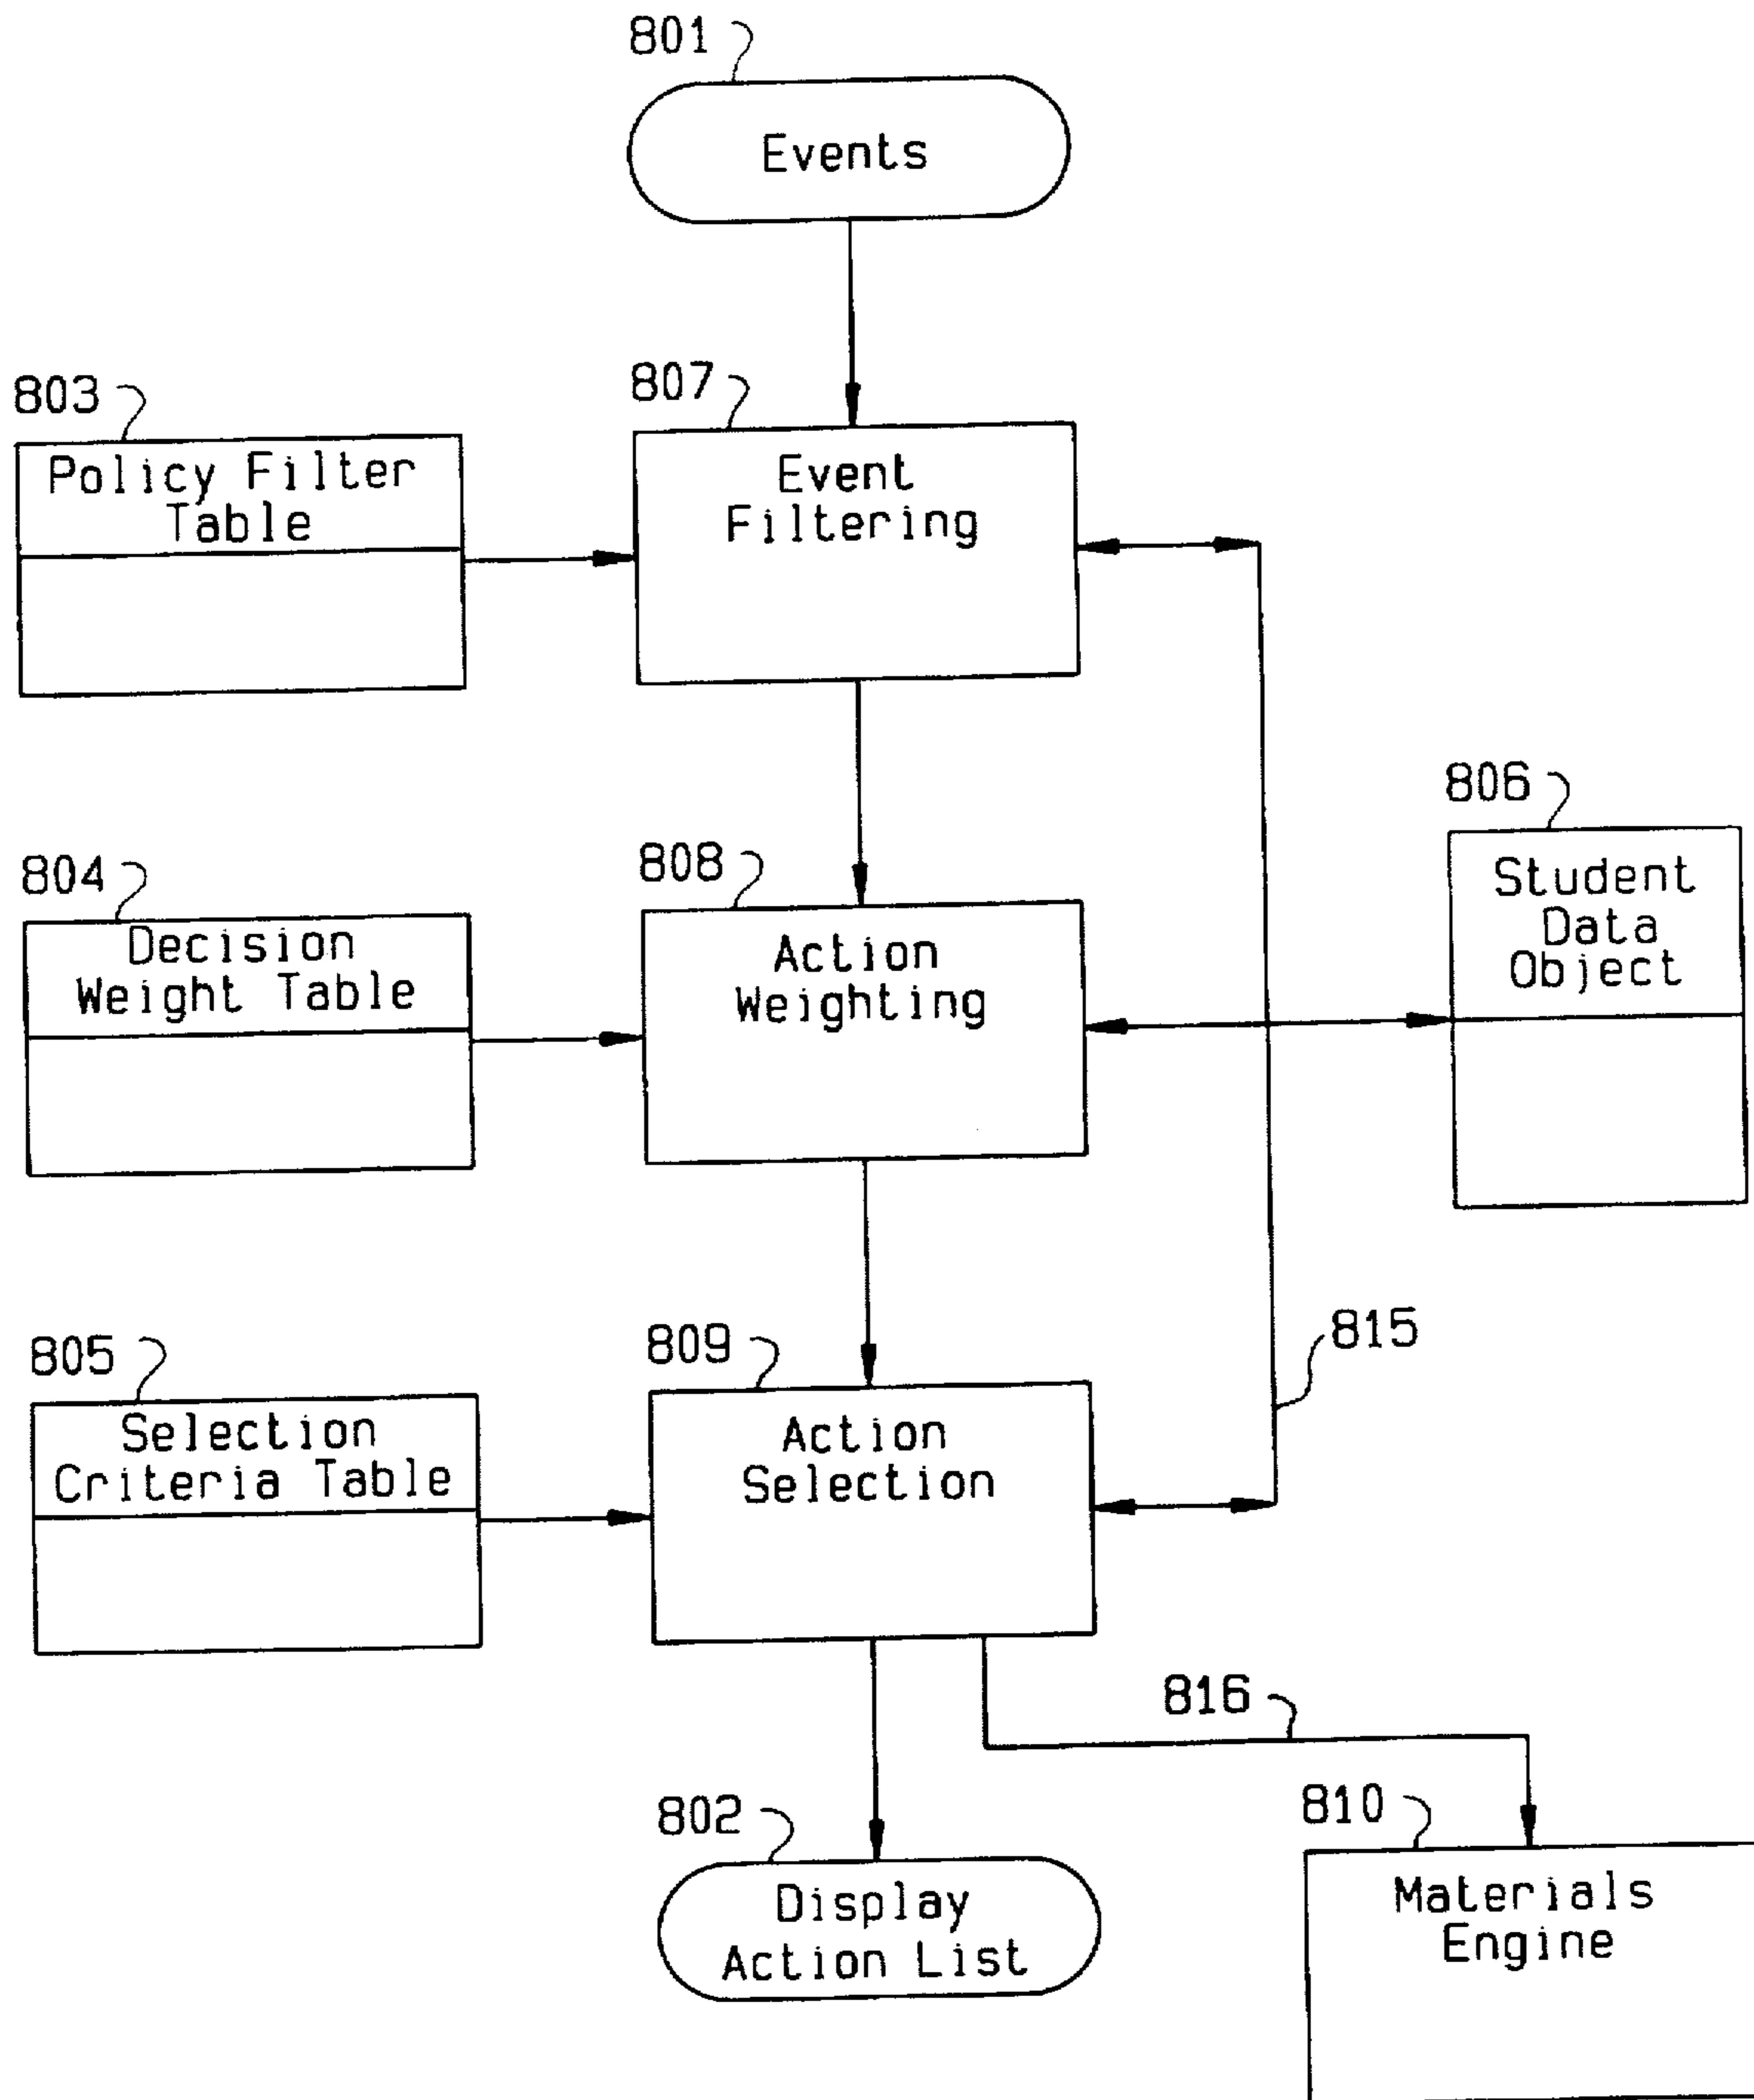 801
Events
803
Policy Filter
Table
807
Event
Filtering
804
Decision
Weight Table
808
Action
Weighting
806
Student
Data
Object
805
Selection
Criteria Table
809
Action
Selection
815
816
802
Display
Action List
810
Materials
Engine